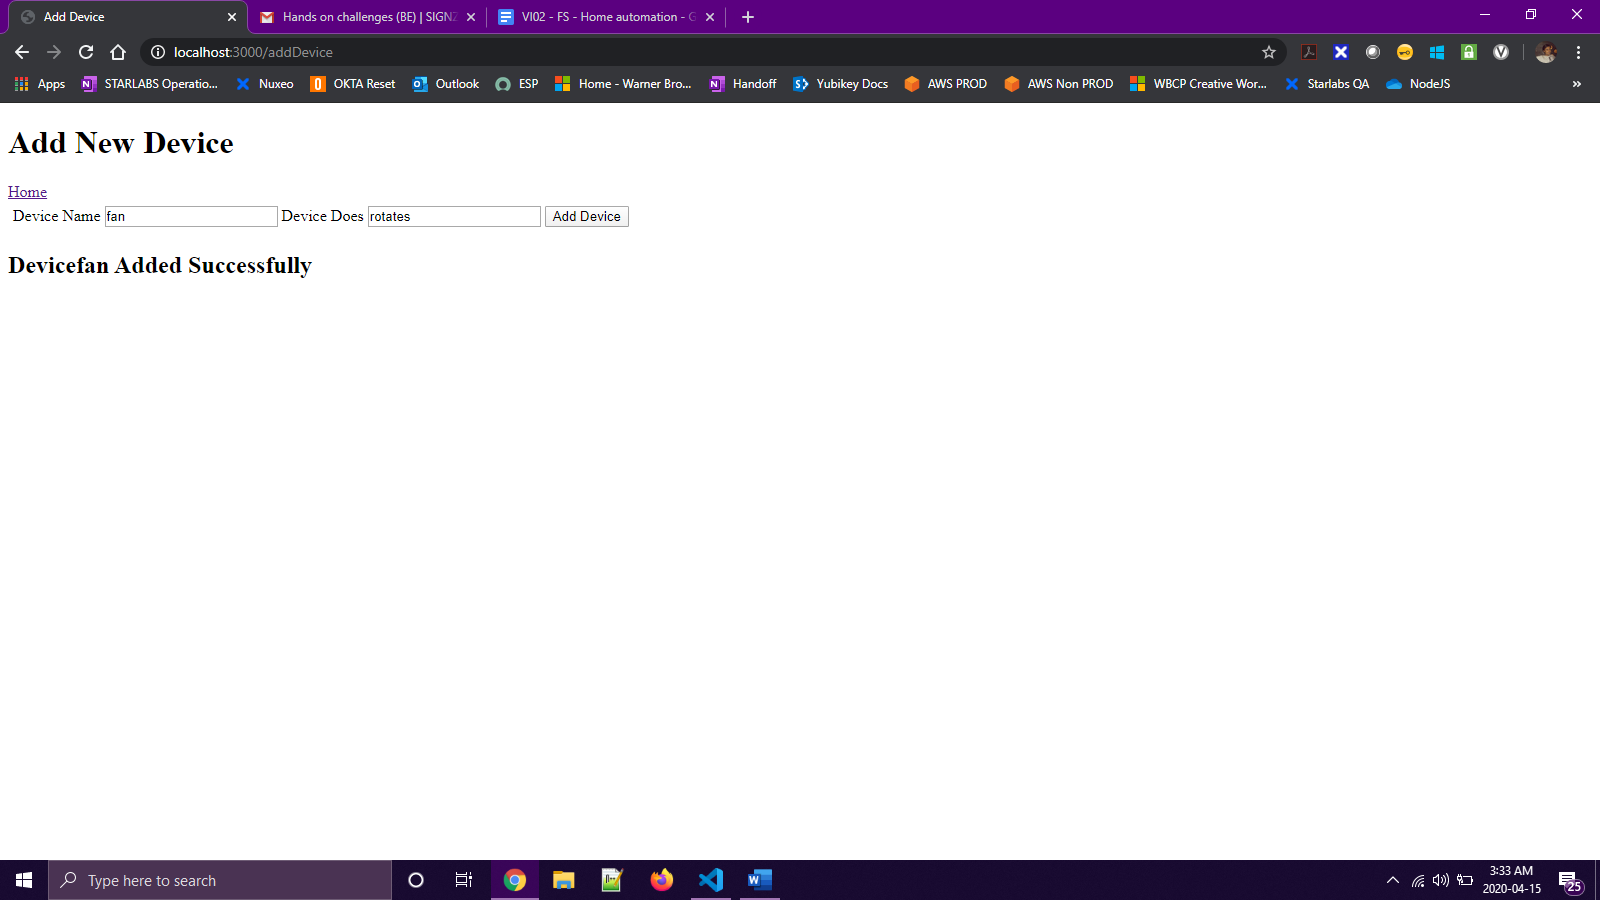 Add Device
Hands on challenges (BE) | SIGNZ
VI02 - FS - Home automation - G
localhost:3000/addDevice
Apps
STARLABS Operatio...
Nuxeo
OKTA Reset
Outlook
ESP
Home - Warner Bro...
Handoff
Yubikey Docs
AWS PROD
AWS Non PROD
WBCP Creative Wor...
Starlabs QA
NodeJS
»
Add New Device
Home
Device Name fan Device Does rotates Add Device
Devicefan Added Successfully
Type here to search
3:33 AM
2020-04-15
25